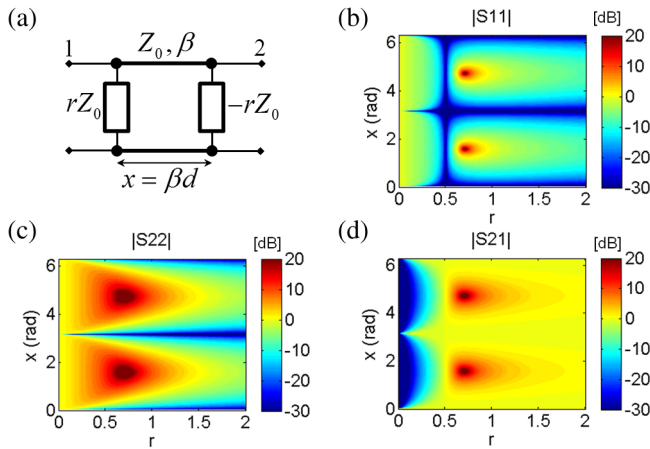 (a)
1 Z₀, β 2
rZ₀ −rZ₀
x = βd
(b)
|S11| [dB]
x (rad)
6
4
2
0
0 0.5 1 1.5 2
r
20
10
0
-10
-20
-30
(c)
|S22| [dB]
x (rad)
6
4
2
0
0 0.5 1 1.5 2
r
20
10
0
-10
-20
-30
(d)
|S21| [dB]
x (rad)
6
4
2
0
0 0.5 1 1.5 2
r
20
10
0
-10
-20
-30